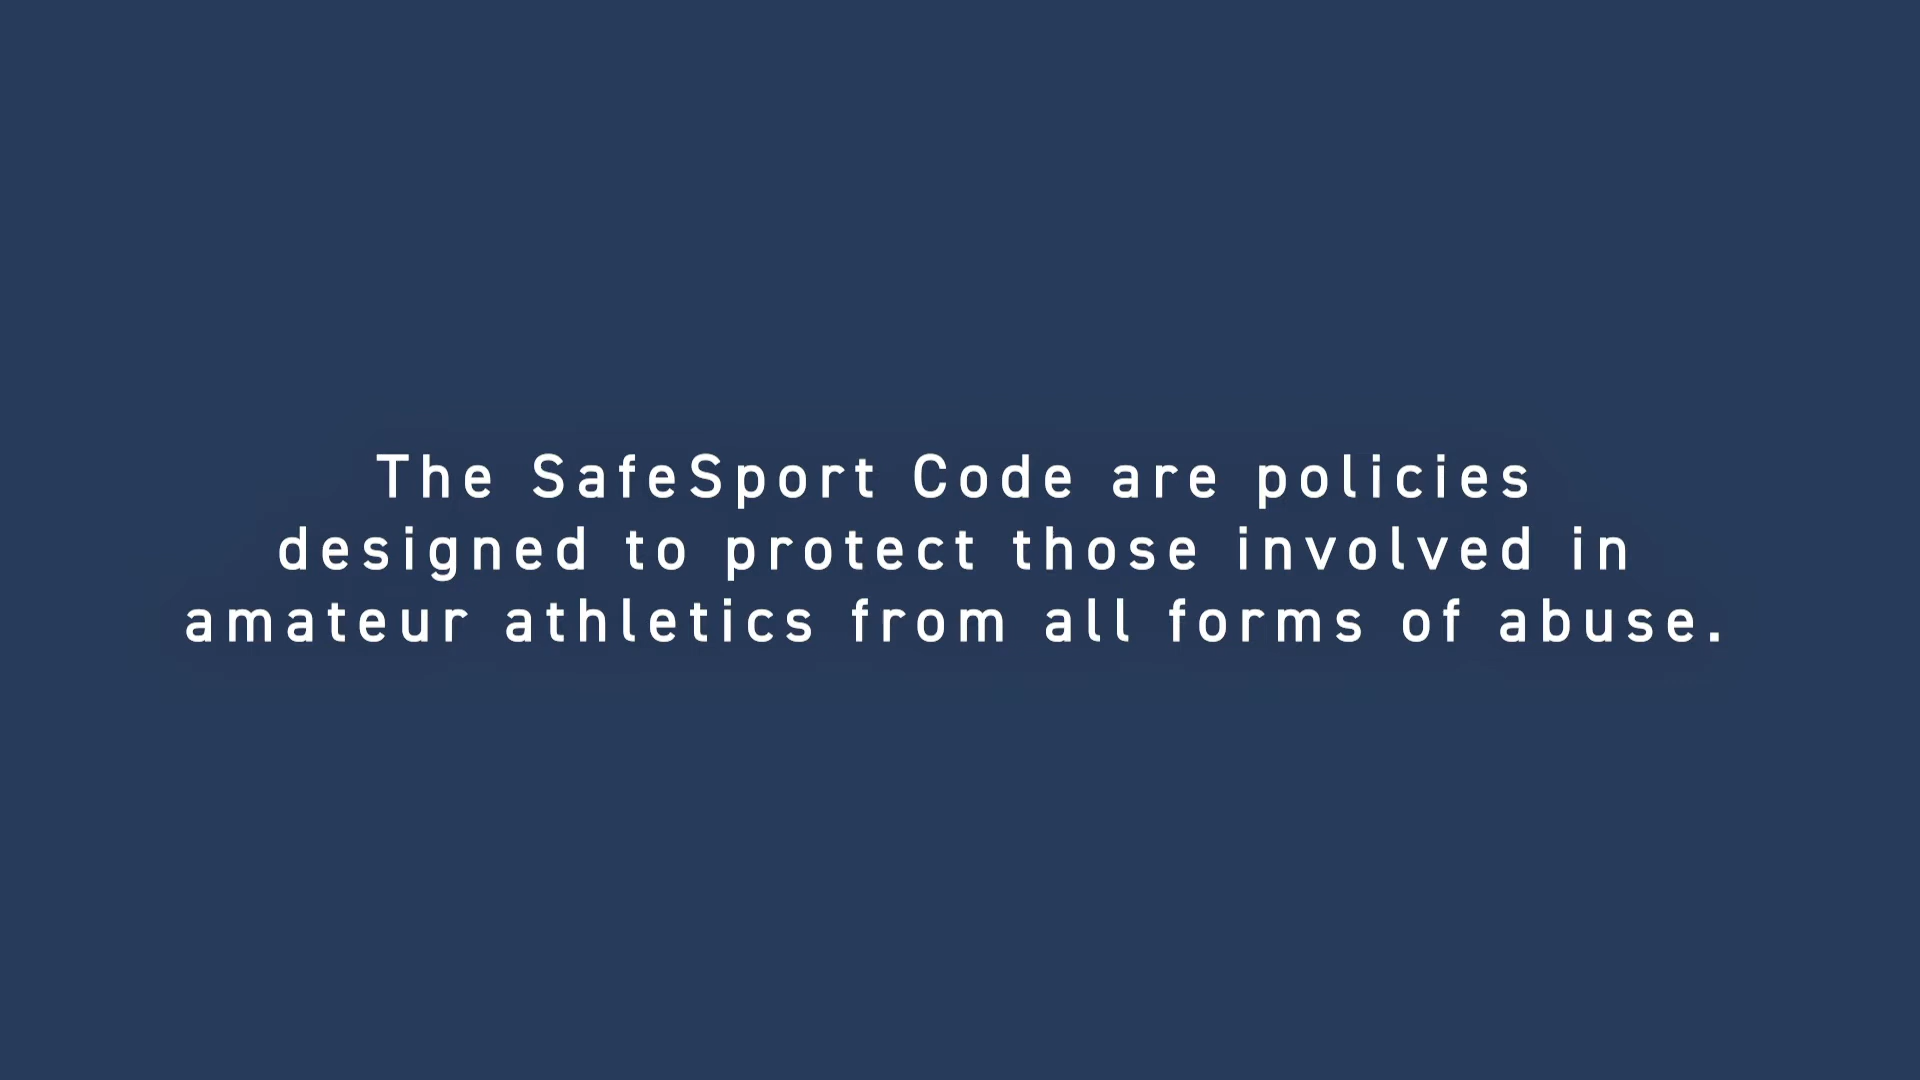 The SafeSport Code are policies
designed to protect those involved in
amateur athletics from all forms of abuse.